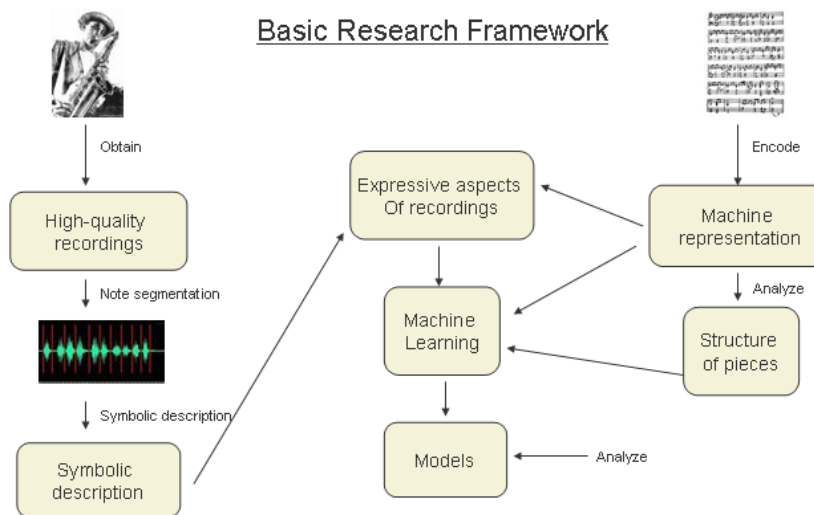 Basic Research Framework
Obtain
High-quality
recordings
Note segmentation
Symbolic description
Symbolic
description
Expressive aspects
Of recordings
Machine
Learning
Models
Analyze
Encode
Machine
representation
Analyze
Structure
of pieces